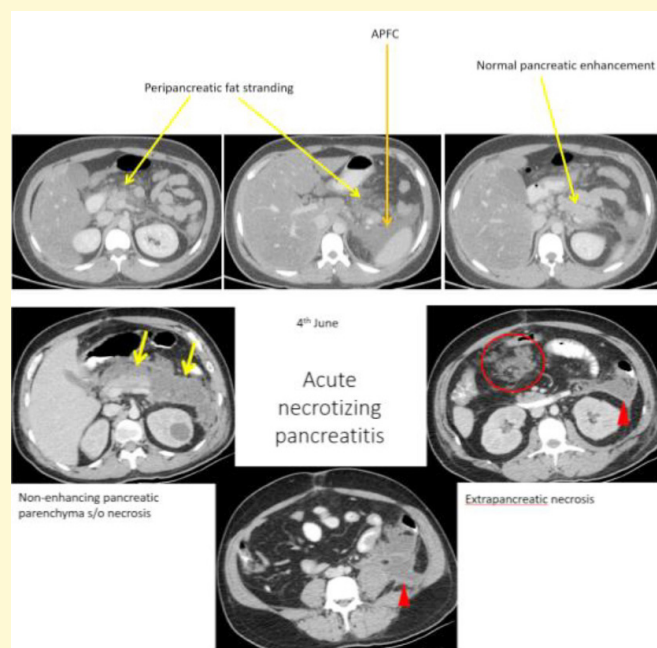 APFC
Normal pancreatic enhancement
Peripancreatic fat stranding
4th June
Acute
necrotizing
pancreatitis
Non-enhancing pancreatic
parenchyma s/o necrosis
Extrapancreatic necrosis